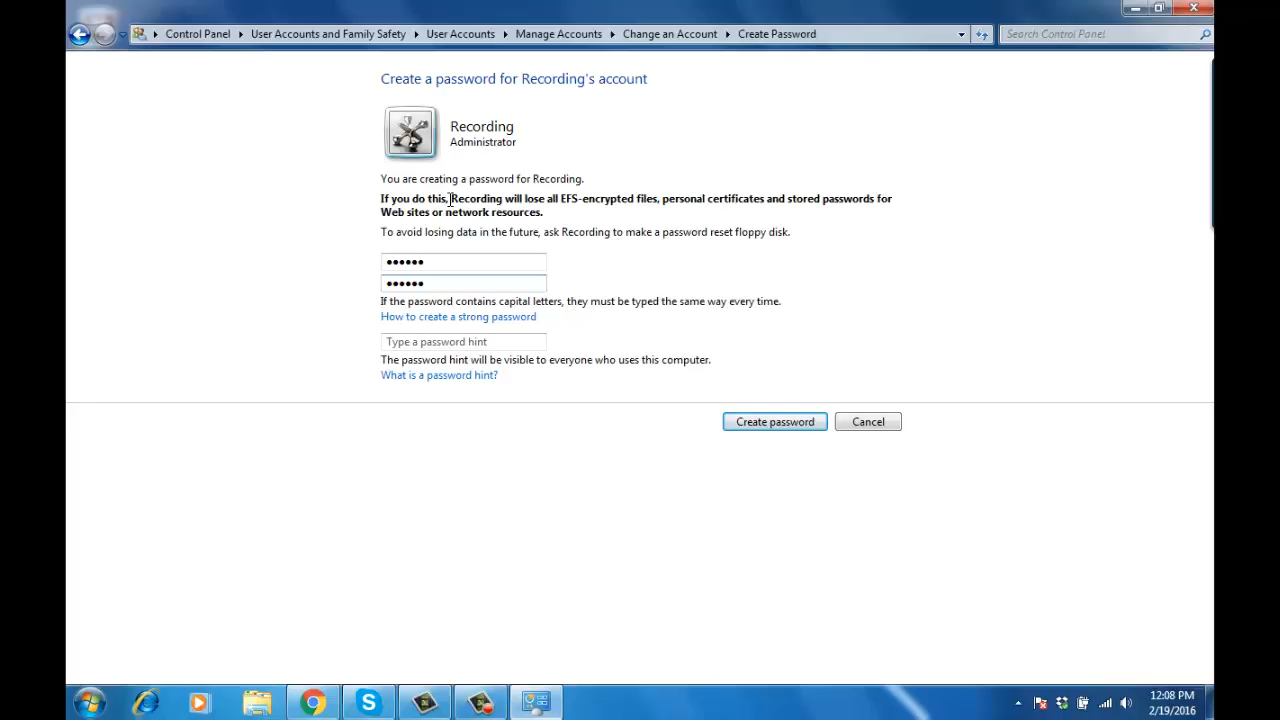 Control Panel User Accounts and Family Safety User Accounts Manage Accounts Change an Account Create Password Search Control Panel
Create a password for Recording's account
Recording
Administrator
You are creating a password for Recording.
If you do this, Recording will lose all EFS-encrypted files, personal certificates and stored passwords for
Web sites or network resources.
To avoid losing data in the future, ask Recording to make a password reset floppy disk.
••••••
••••••
If the password contains capital letters, they must be typed the same way every time.
How to create a strong password
Type a password hint
The password hint will be visible to everyone who uses this computer.
What is a password hint?
Create password Cancel
12:08 PM
2/19/2016